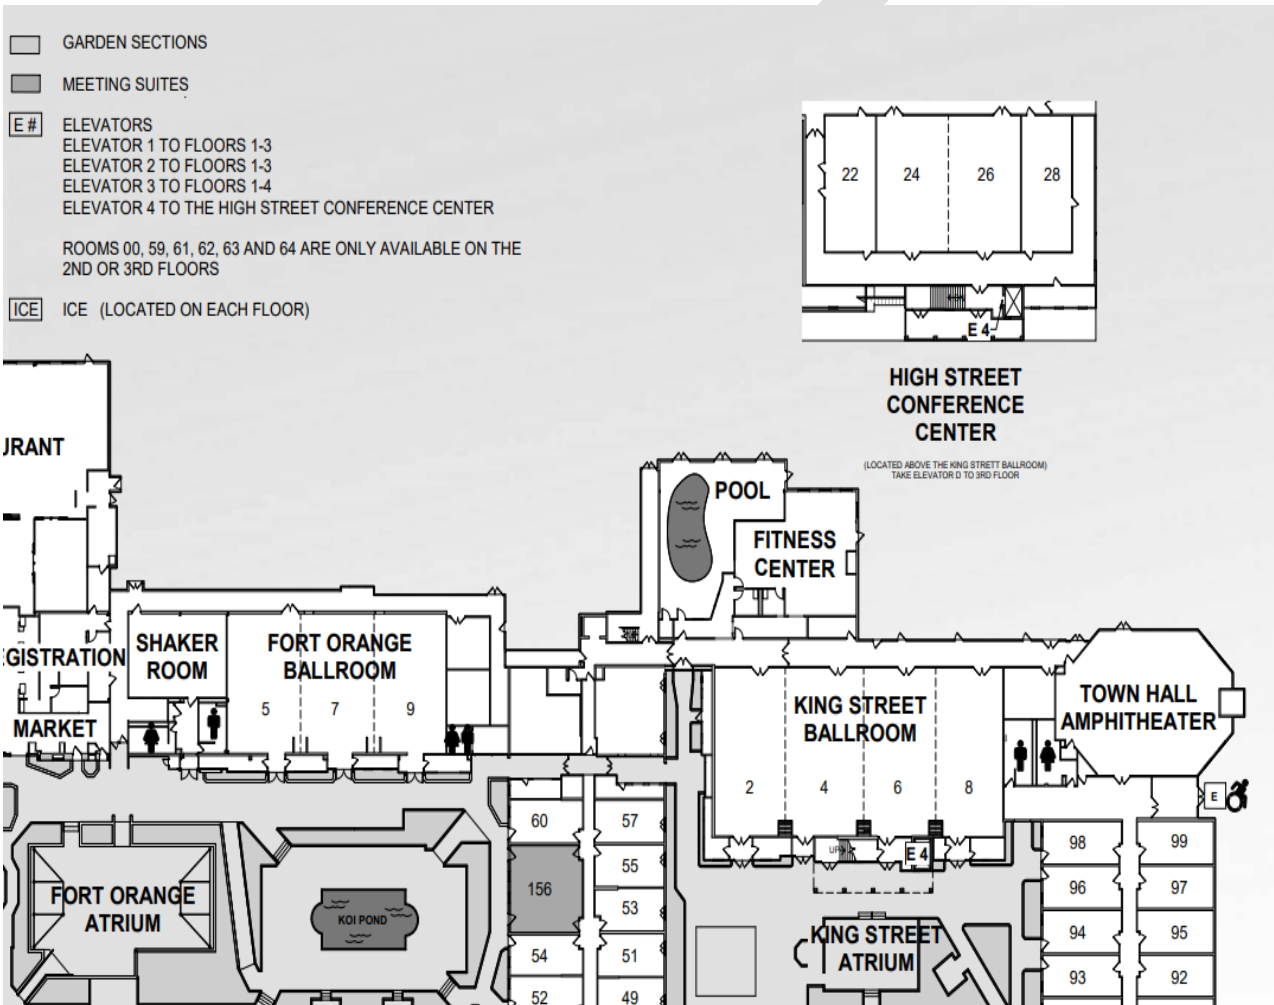 GARDEN SECTIONS
MEETING SUITES
E # ELEVATORS
ELEVATOR 1 TO FLOORS 1-3
ELEVATOR 2 TO FLOORS 1-3
ELEVATOR 3 TO FLOORS 1-4
ELEVATOR 4 TO THE HIGH STREET CONFERENCE CENTER
ROOMS 00, 59, 61, 62, 63 AND 64 ARE ONLY AVAILABLE ON THE
2ND OR 3RD FLOORS
ICE ICE (LOCATED ON EACH FLOOR)
22 24 26 28
E 4
HIGH STREET
CONFERENCE
CENTER
(LOCATED ABOVE THE KING STRETT BALLROOM)
TAKE ELEVATOR D TO 3RD FLOOR
URANT
POOL
FITNESS
CENTER
GISTRATION
MARKET
SHAKER
ROOM
FORT ORANGE
BALLROOM
5 7 9
KING STREET
BALLROOM
2 4 6 8
TOWN HALL
AMPHITHEATER
E
UP
E 4
60 57
55
156
53
54 51
52 49
98 99
96 97
94 95
93 92
FORT ORANGE
ATRIUM
KOI POND
KING STREET
ATRIUM